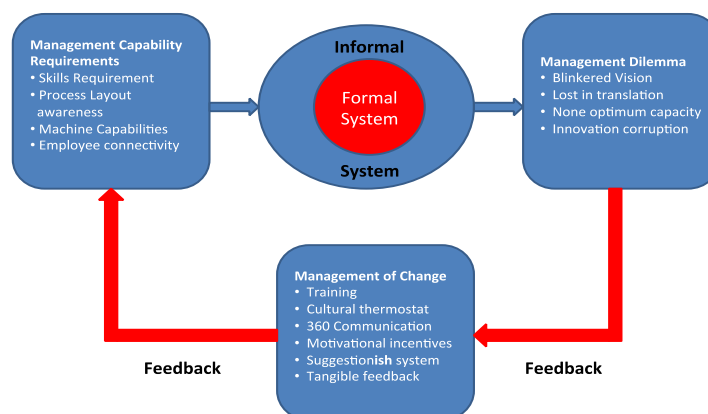 Management Capability
Requirements
• Skills Requirement
• Process Layout
awareness
• Machine Capabilities
• Employee connectivity
Informal
Formal
System
System
Management Dilemma
• Blinkered Vision
• Lost in translation
• None optimum capacity
• Innovation corruption
Management of Change
• Training
• Cultural thermostat
• 360 Communication
• Motivational incentives
• Suggestionish system
• Tangible feedback
Feedback
Feedback